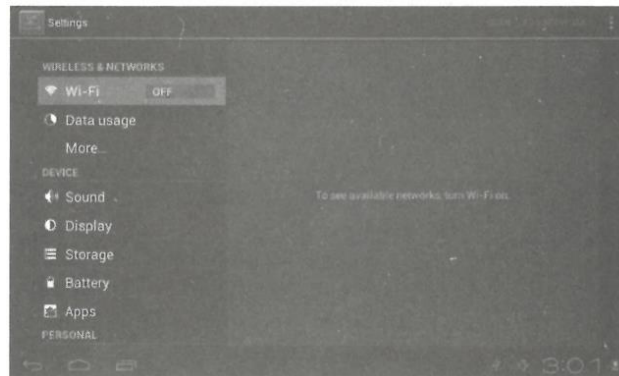 Settings
WIRELESS & NETWORKS
Wi-Fi OFF
Data usage
More...
DEVICE
Sound
Display
Storage
Battery
Apps
PERSONAL
To see available networks, turn Wi-Fi on.
3:01